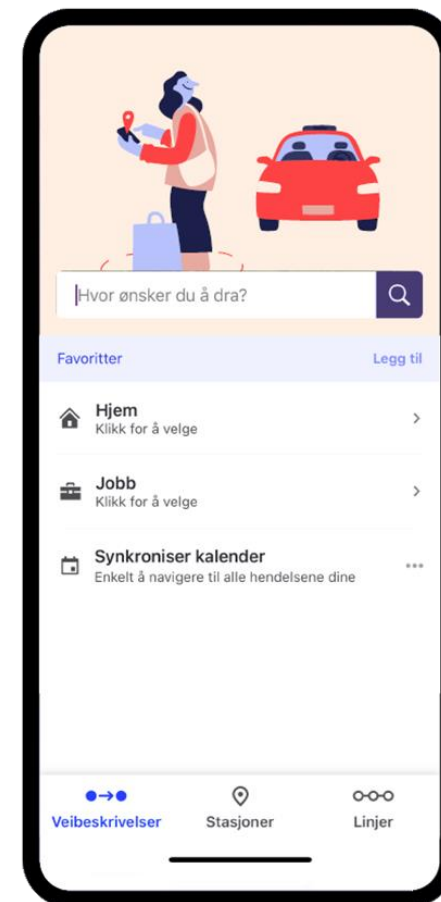 Hvor ønsker du å dra?
Favoritter Legg til
Hjem
Klikk for å velge
Jobb
Klikk for å velge
Synkroniser kalender
Enkelt å navigere til alle hendelsene dine
Veibeskrivelser Stasjoner Linjer